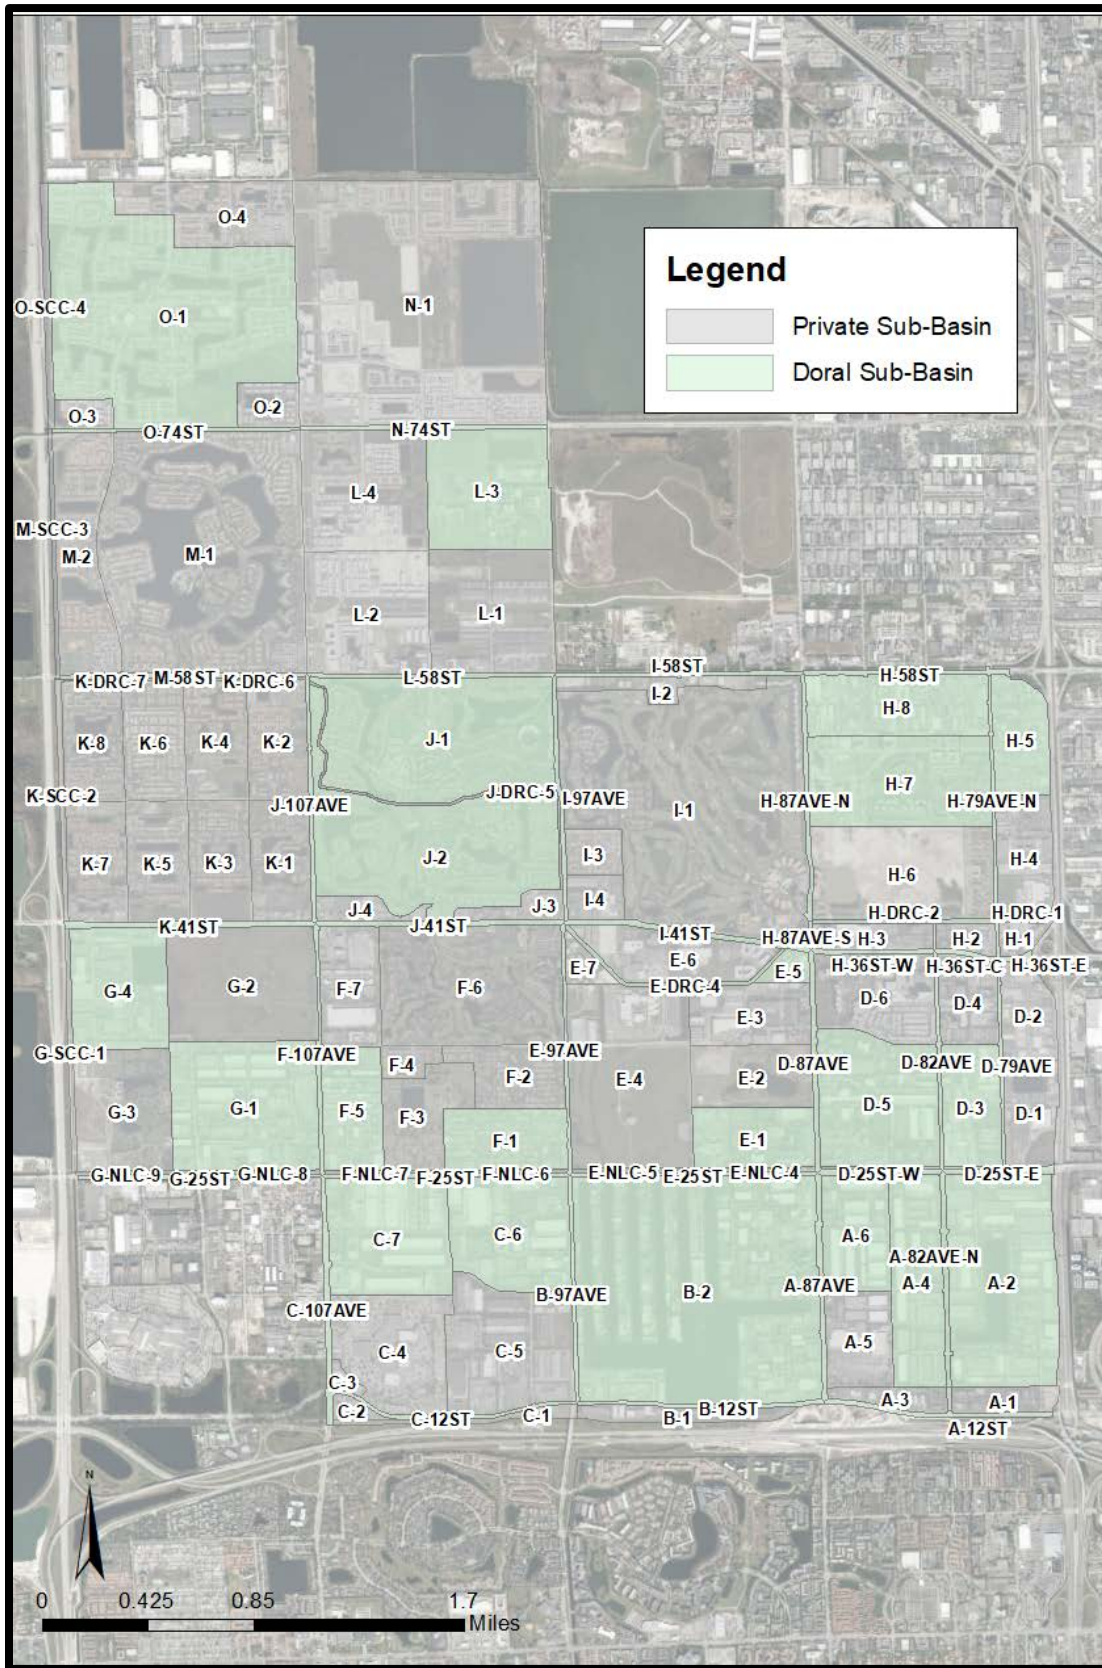 O-4
Legend
N-1
O-SCC-4
O-1
Private Sub-Basin
Doral Sub-Basin
O-3
O-2
O-74ST
N-74ST
L-4
L-3
M-SCC-3
M-2
M-1
L-2
L-1
I-58ST
K-DRC-7
M-58ST
K-DRC-6
L-58ST
H-58ST
I-2
H-8
K-8
K-6
K-4
K-2
J-1
H-5
H-7
K-SCC-2
J-107AVE
J-DRC-5
I-97AVE
I-1
H-87AVE-N
H-79AVE-N
K-7
K-5
K-3
K-1
J-2
I-3
H-4
H-6
J-4
J-3
I-4
H-DRC-2
H-DRC-1
K-41ST
J-41ST
I-41ST
H-87AVE-S
H-3
H-2
H-1
G-4
G-2
F-7
F-6
E-7
E-6
E-5
H-36ST-W
H-36ST-C
H-36ST-E
E-DRC-4
D-6
D-4
D-2
E-3
G-SCC-1
F-107AVE
F-4
F-2
E-97AVE
E-4
E-2
D-87AVE
D-82AVE
D-79AVE
G-3
G-1
F-5
F-3
F-1
E-1
D-5
D-3
D-1
G-NLC-9
G-25ST
G-NLC-8
F-NLC-7
F-25ST
F-NLC-6
E-NLC-5
E-25ST
E-NLC-4
D-25ST-W
D-25ST-E
C-7
C-6
A-6
A-82AVE-N
C-107AVE
B-97AVE
B-2
A-87AVE
A-4
A-2
C-4
C-5
A-5
C-3
C-2
C-12ST
C-1
B-1
B-12ST
A-3
A-1
A-12ST
N
0
0.425
0.85
1.7
Miles